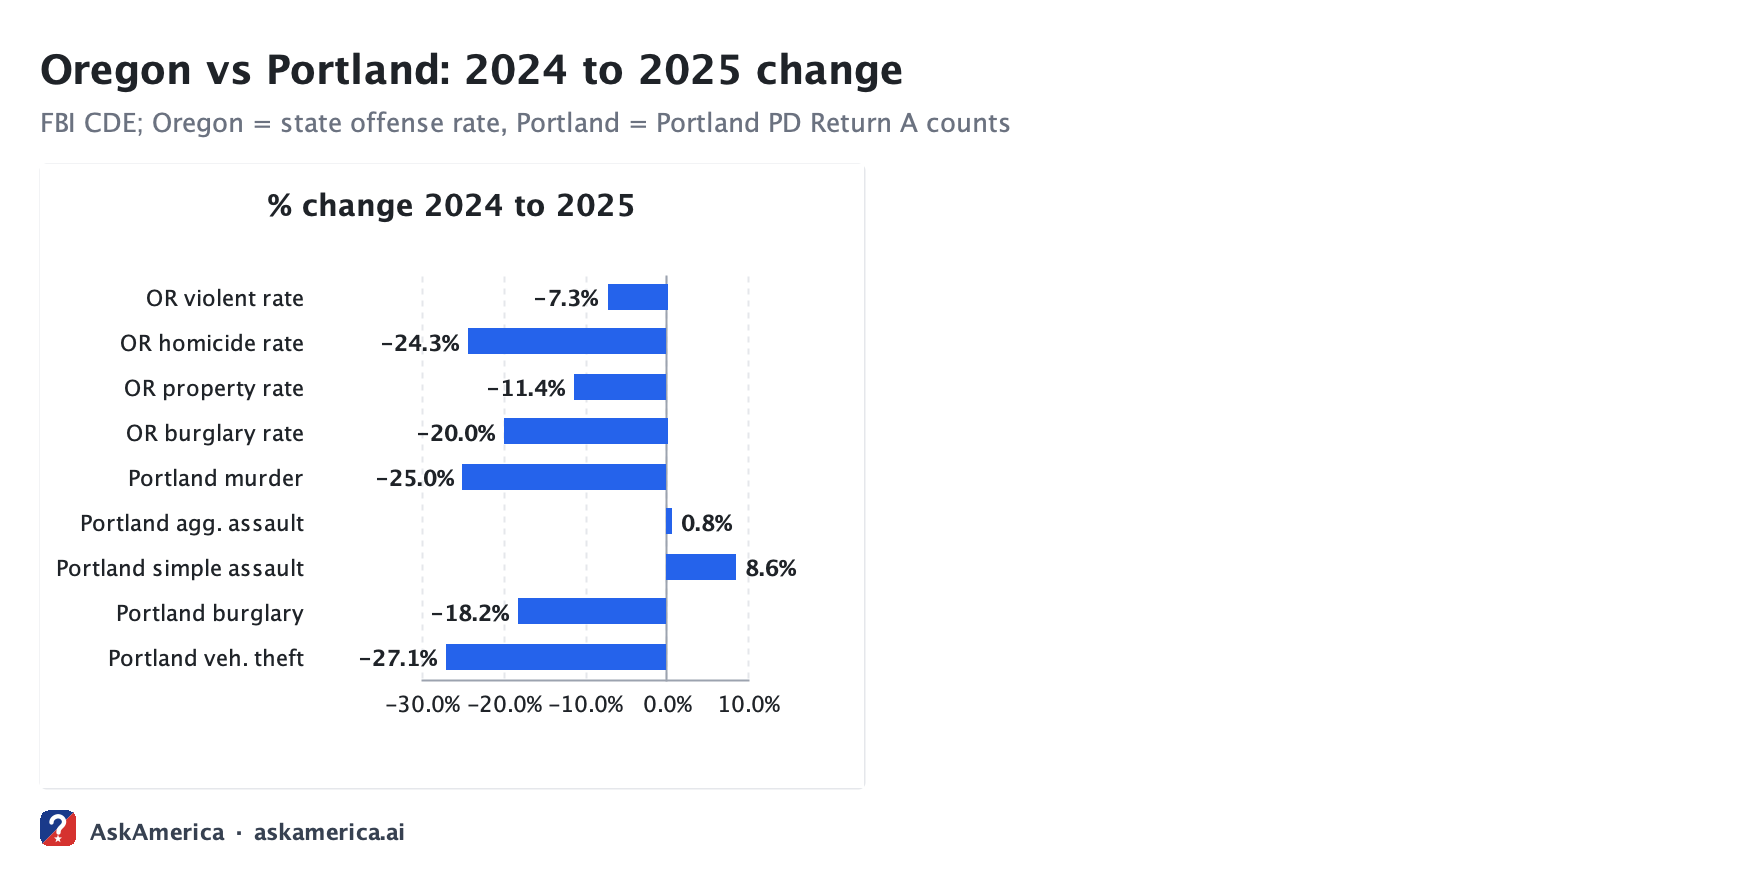 Oregon vs Portland: 2024 to 2025 change
FBI CDE; Oregon = state offense rate, Portland = Portland PD Return A counts
% change 2024 to 2025
OR violent rate −7.3%
OR homicide rate −24.3%
OR property rate −11.4%
OR burglary rate −20.0%
Portland murder −25.0%
Portland agg. assault 0.8%
Portland simple assault 8.6%
Portland burglary −18.2%
Portland veh. theft −27.1%
−30.0% −20.0% −10.0% 0.0% 10.0%
AskAmerica · askamerica.ai